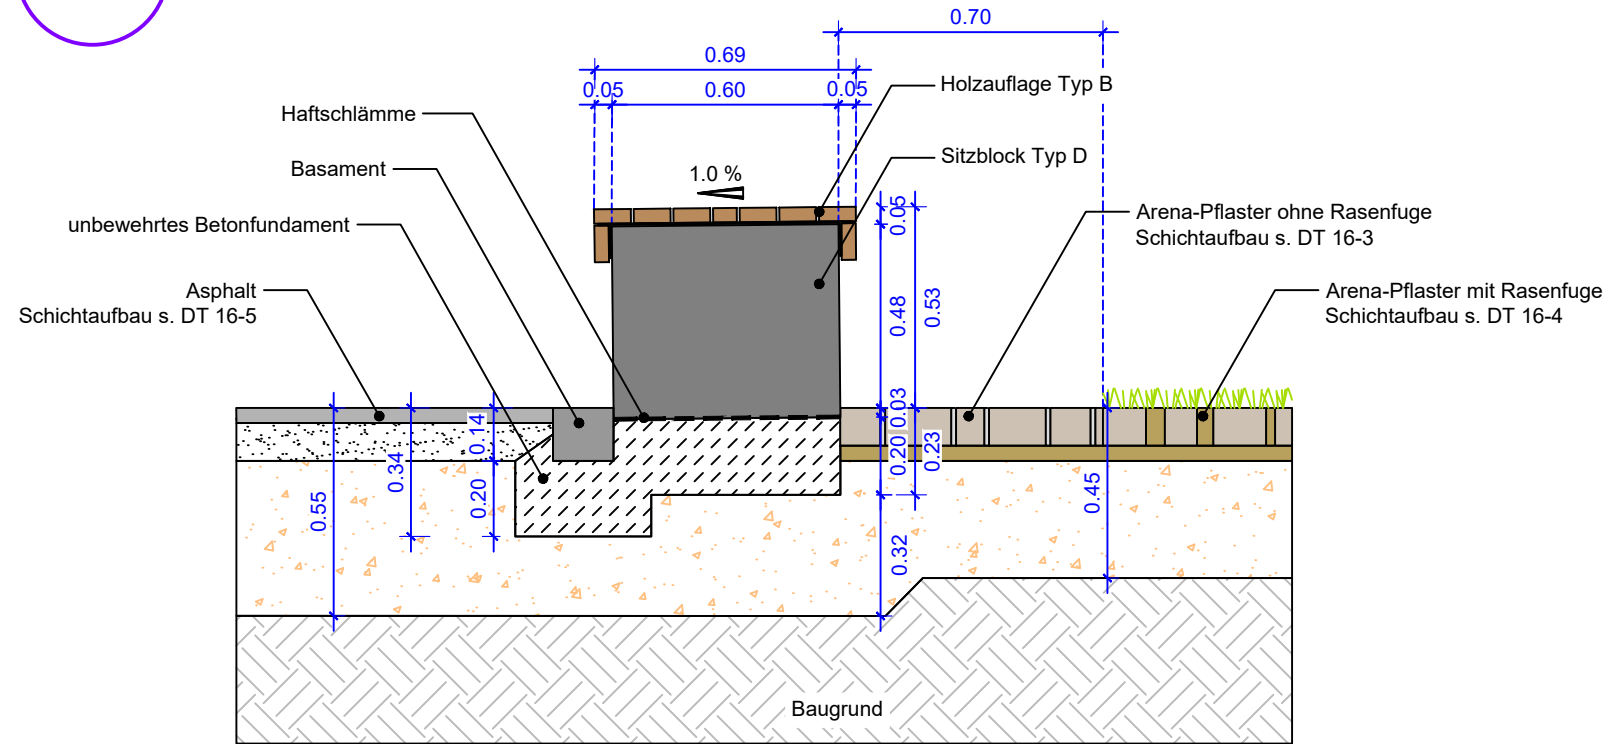 0.70
0.69
0.05
0.60
0.05
Holzauflage Typ B
Haftschlämme
Sitzblock Typ D
Basament
1.0 %
unbewehrtes Betonfundament
0.05
Arena-Pflaster ohne Rasenfuge
Schichtaufbau s. DT 16-3
Asphalt
Schichtaufbau s. DT 16-5
0.48
0.53
Arena-Pflaster mit Rasenfuge
Schichtaufbau s. DT 16-4
0.03
0.14
0.34
0.20
0.55
0.20
0.23
0.45
0.32
Baugrund